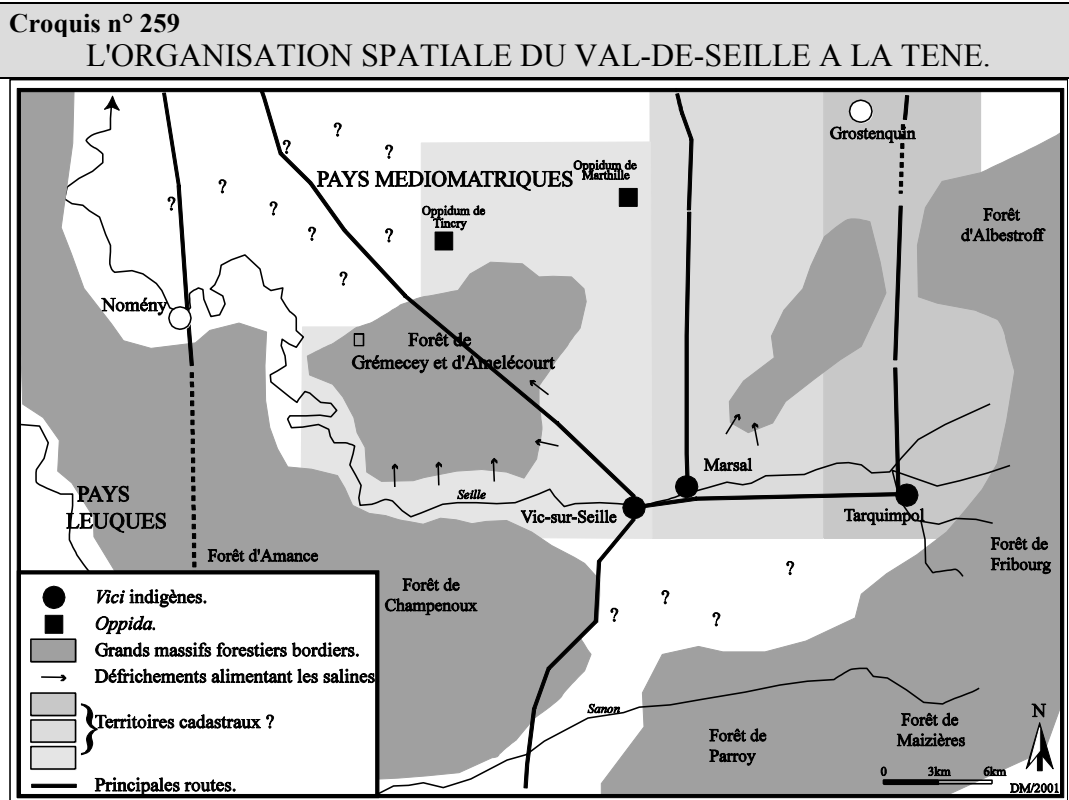 Croquis n° 259
L'ORGANISATION SPATIALE DU VAL-DE-SEILLE A LA TENE.
?
?
?
PAYS MEDIOMATRIQUES
Oppidum de
Marthille
Grostenquin
?
?
?
?
?
?
Oppidum de
Tincry
Forêt
d'Albestroff
?
Nomény
Forêt de
Grémecey et d'Amelécourt
Marsal
Seille
Vic-sur-Seille
Tarquimpol
PAYS
LEUQUES
Forêt d'Amance
Forêt de
Champenoux
Forêt de
Fribourg
?
?
?
?
Sanon
Forêt de
Parroy
Forêt de
Maizières
Vici indigènes.
Oppida.
Grands massifs forestiers bordiers.
Défrichements alimentant les salines
Territoires cadastraux ?
Principales routes.
N
0 3km 6km
DM/2001